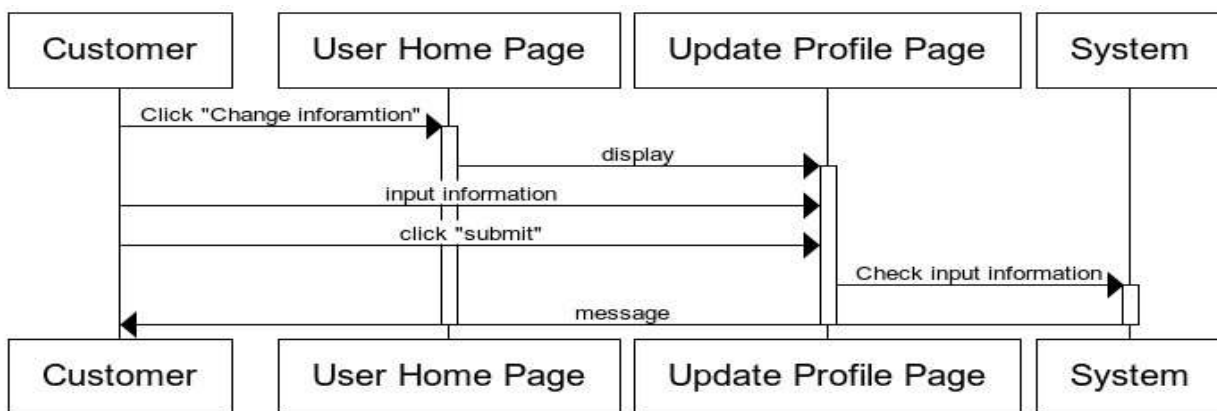 Customer
User Home Page
Update Profile Page
System
Click "Change inforamtion"
display
input information
click "submit"
Check input information
message
Customer
User Home Page
Update Profile Page
System